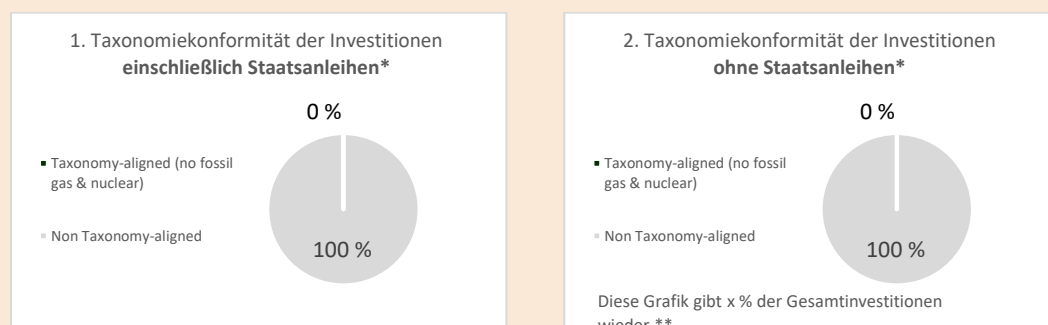 1. Taxonomiekonformität der Investitionen
einschließlich Staatsanleihen*
0 %
Taxonomy-aligned (no fossil
gas & nuclear)
Non Taxonomy-aligned
100 %
2. Taxonomiekonformität der Investitionen
ohne Staatsanleihen*
0 %
Taxonomy-aligned (no fossil
gas & nuclear)
Non Taxonomy-aligned
100 %
Diese Grafik gibt x % der Gesamtinvestitionen
wieder.**